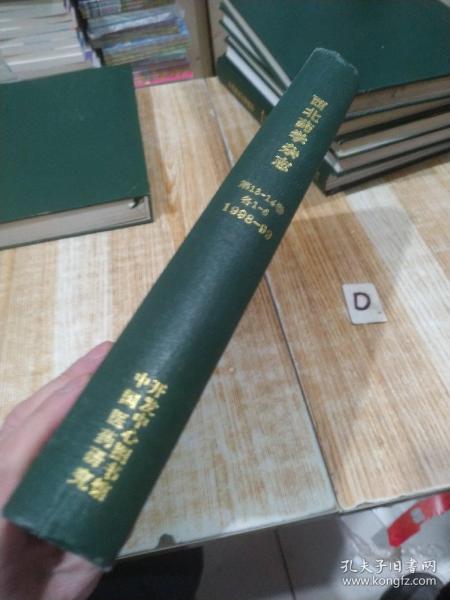 西北药学杂志
第13-14卷
各1-6
1998-99
中国医药研究
开发中心图书馆
D
孔夫子旧书网
www.kongfz.com